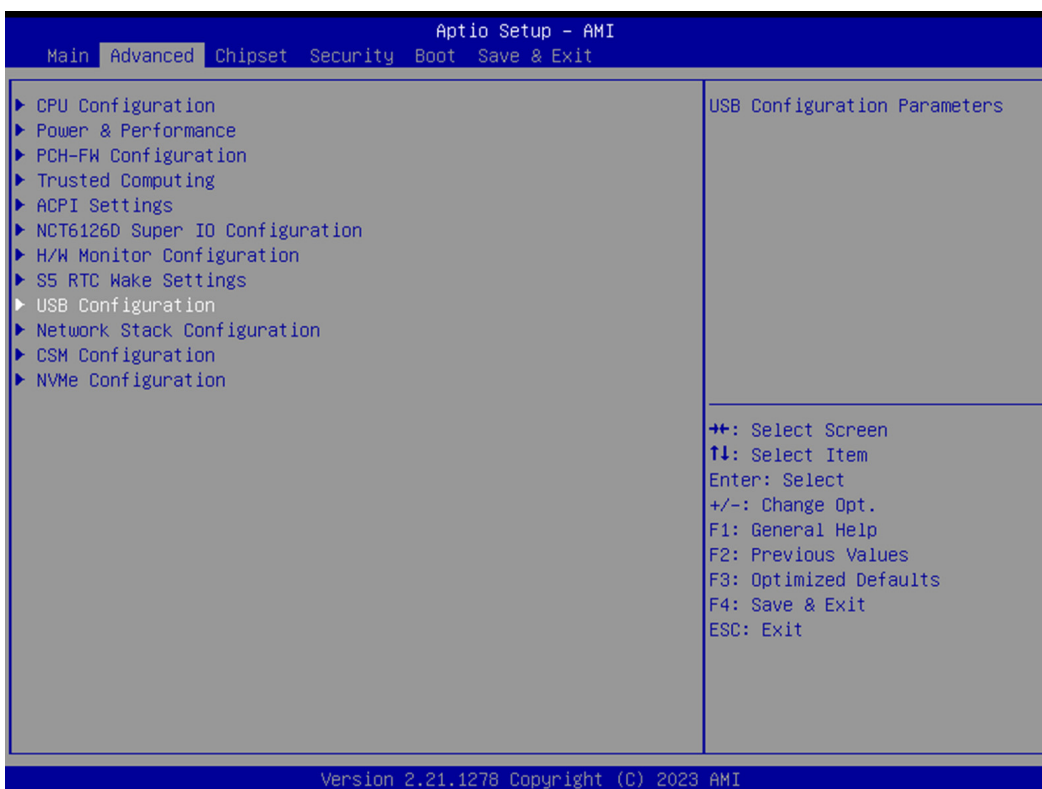 Aptio Setup – AMI
Main Advanced Chipset Security Boot Save & Exit
▶ CPU Configuration
▶ Power & Performance
▶ PCH-FW Configuration
▶ Trusted Computing
▶ ACPI Settings
▶ NCT6126D Super IO Configuration
▶ H/W Monitor Configuration
▶ S5 RTC Wake Settings
▶ USB Configuration
▶ Network Stack Configuration
▶ CSM Configuration
▶ NVMe Configuration
USB Configuration Parameters
→←: Select Screen
↑↓: Select Item
Enter: Select
+/-: Change Opt.
F1: General Help
F2: Previous Values
F3: Optimized Defaults
F4: Save & Exit
ESC: Exit
Version 2.21.1278 Copyright (C) 2023 AMI